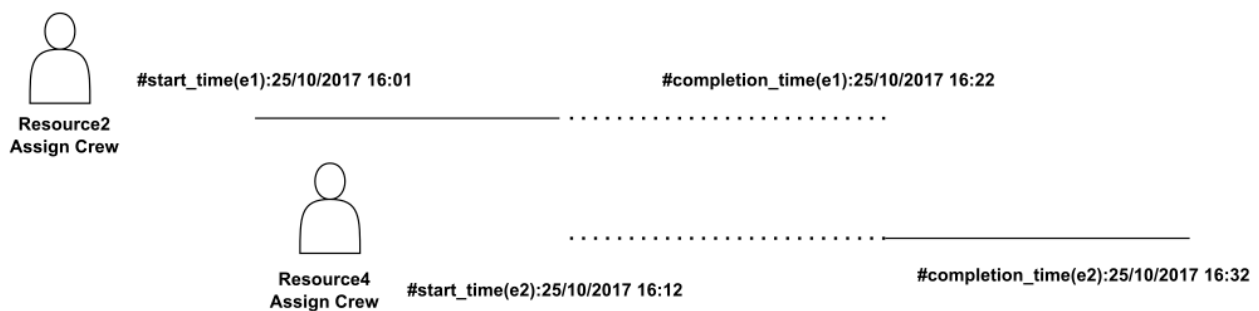 #start_time(e1):25/10/2017 16:01
#completion_time(e1):25/10/2017 16:22
Resource2
Assign Crew
Resource4
Assign Crew
#start_time(e2):25/10/2017 16:12
#completion_time(e2):25/10/2017 16:32